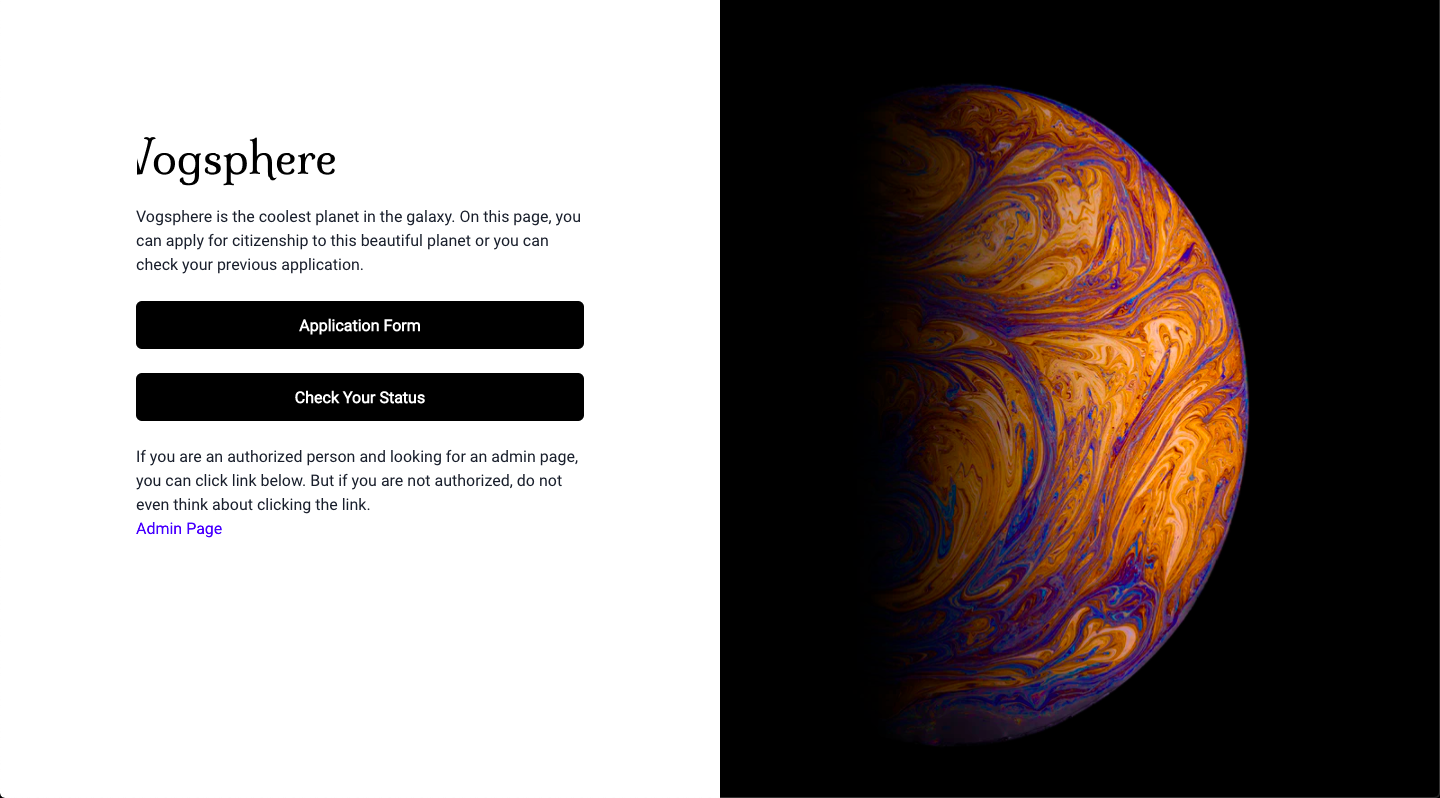 Vogsphere
Vogsphere is the coolest planet in the galaxy. On this page, you
can apply for citizenship to this beautiful planet or you can
check your previous application.
Application Form
Check Your Status
If you are an authorized person and looking for an admin page,
you can click link below. But if you are not authorized, do not
even think about clicking the link.
Admin Page